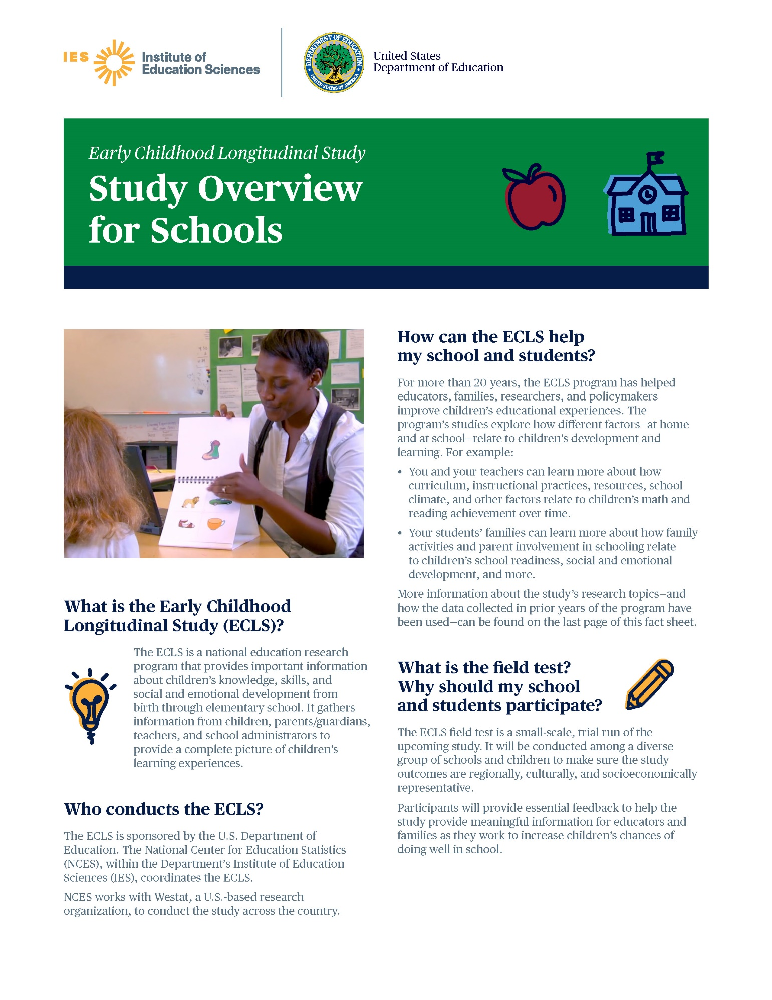 IES
Institute of
Education Sciences
DEPARTMENT OF EDUCATION
UNITED STATES OF AMERICA
United States
Department of Education
Early Childhood Longitudinal Study
Study Overview
for Schools
What is the Early Childhood
Longitudinal Study (ECLS)?
The ECLS is a national education research
program that provides important information
about children’s knowledge, skills, and
social and emotional development from
birth through elementary school. It gathers
information from children, parents/guardians,
teachers, and school administrators to
provide a complete picture of children’s
learning experiences.
Who conducts the ECLS?
The ECLS is sponsored by the U.S. Department of
Education. The National Center for Education Statistics
(NCES), within the Department’s Institute of Education
Sciences (IES), coordinates the ECLS.
NCES works with Westat, a U.S.-based research
organization, to conduct the study across the country.
How can the ECLS help
my school and students?
For more than 20 years, the ECLS program has helped
educators, families, researchers, and policymakers
improve children’s educational experiences. The
program’s studies explore how different factors—at home
and at school—relate to children’s development and
learning. For example:
• You and your teachers can learn more about how
curriculum, instructional practices, resources, school
climate, and other factors relate to children’s math and
reading achievement over time.
• Your students’ families can learn more about how family
activities and parent involvement in schooling relate
to children’s school readiness, social and emotional
development, and more.
More information about the study’s research topics—and
how the data collected in prior years of the program have
been used—can be found on the last page of this fact sheet.
What is the field test?
Why should my school
and students participate?
The ECLS field test is a small-scale, trial run of the
upcoming study. It will be conducted among a diverse
group of schools and children to make sure the study
outcomes are regionally, culturally, and socioeconomically
representative.
Participants will provide essential feedback to help the
study provide meaningful information for educators and
families as they work to increase children’s chances of
doing well in school.